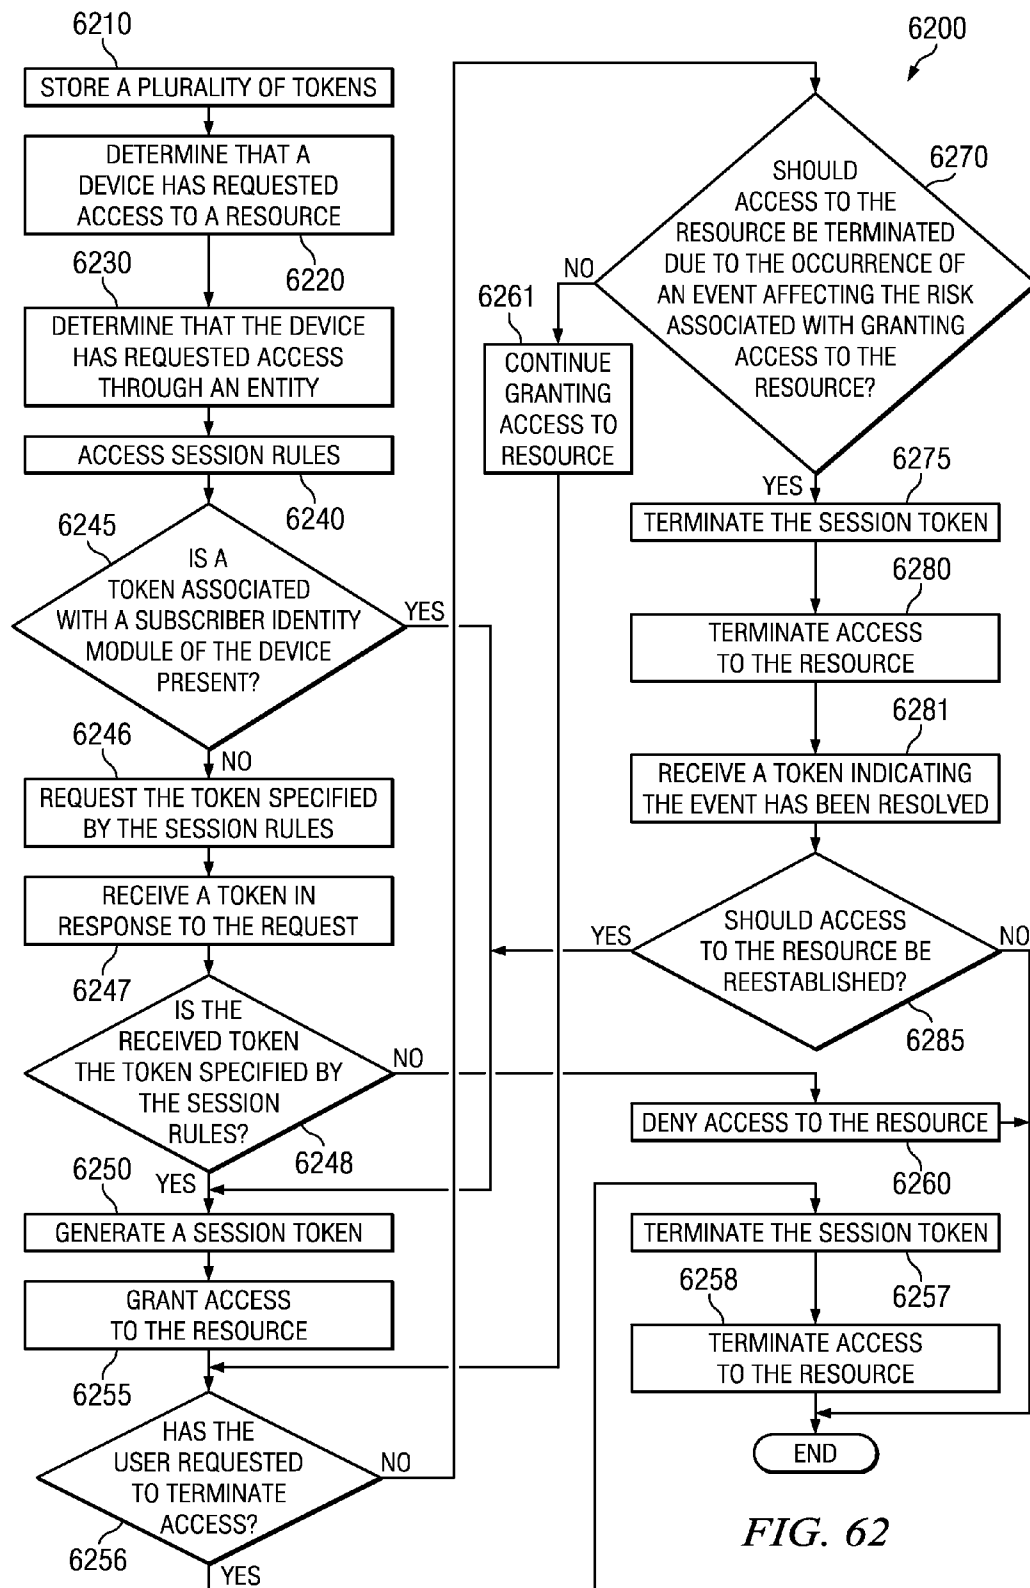 6210
STORE A PLURALITY OF TOKENS
DETERMINE THAT A
DEVICE HAS REQUESTED
ACCESS TO A RESOURCE
6220
6230
DETERMINE THAT THE DEVICE
HAS REQUESTED ACCESS
THROUGH AN ENTITY
ACCESS SESSION RULES
6240
6245
IS A
TOKEN ASSOCIATED
WITH A SUBSCRIBER IDENTITY
MODULE OF THE DEVICE
PRESENT?
YES
NO
6246
REQUEST THE TOKEN SPECIFIED
BY THE SESSION RULES
RECEIVE A TOKEN IN
RESPONSE TO THE REQUEST
6247
IS THE
RECEIVED TOKEN
THE TOKEN SPECIFIED BY
THE SESSION
RULES?
NO
6248
YES
6250
GENERATE A SESSION TOKEN
GRANT ACCESS
TO THE RESOURCE
6255
HAS THE
USER REQUESTED
TO TERMINATE
ACCESS?
NO
6256
YES
6200
6270
SHOULD
ACCESS TO THE
RESOURCE BE TERMINATED
DUE TO THE OCCURRENCE OF
AN EVENT AFFECTING THE RISK
ASSOCIATED WITH GRANTING
ACCESS TO THE
RESOURCE?
NO
6261
CONTINUE
GRANTING
ACCESS TO
RESOURCE
YES
6275
TERMINATE THE SESSION TOKEN
6280
TERMINATE ACCESS
TO THE RESOURCE
6281
RECEIVE A TOKEN INDICATING
THE EVENT HAS BEEN RESOLVED
SHOULD ACCESS
TO THE RESOURCE BE
REESTABLISHED?
YES
NO
6285
DENY ACCESS TO THE RESOURCE
6260
TERMINATE THE SESSION TOKEN
6257
6258
TERMINATE ACCESS
TO THE RESOURCE
END
FIG. 62